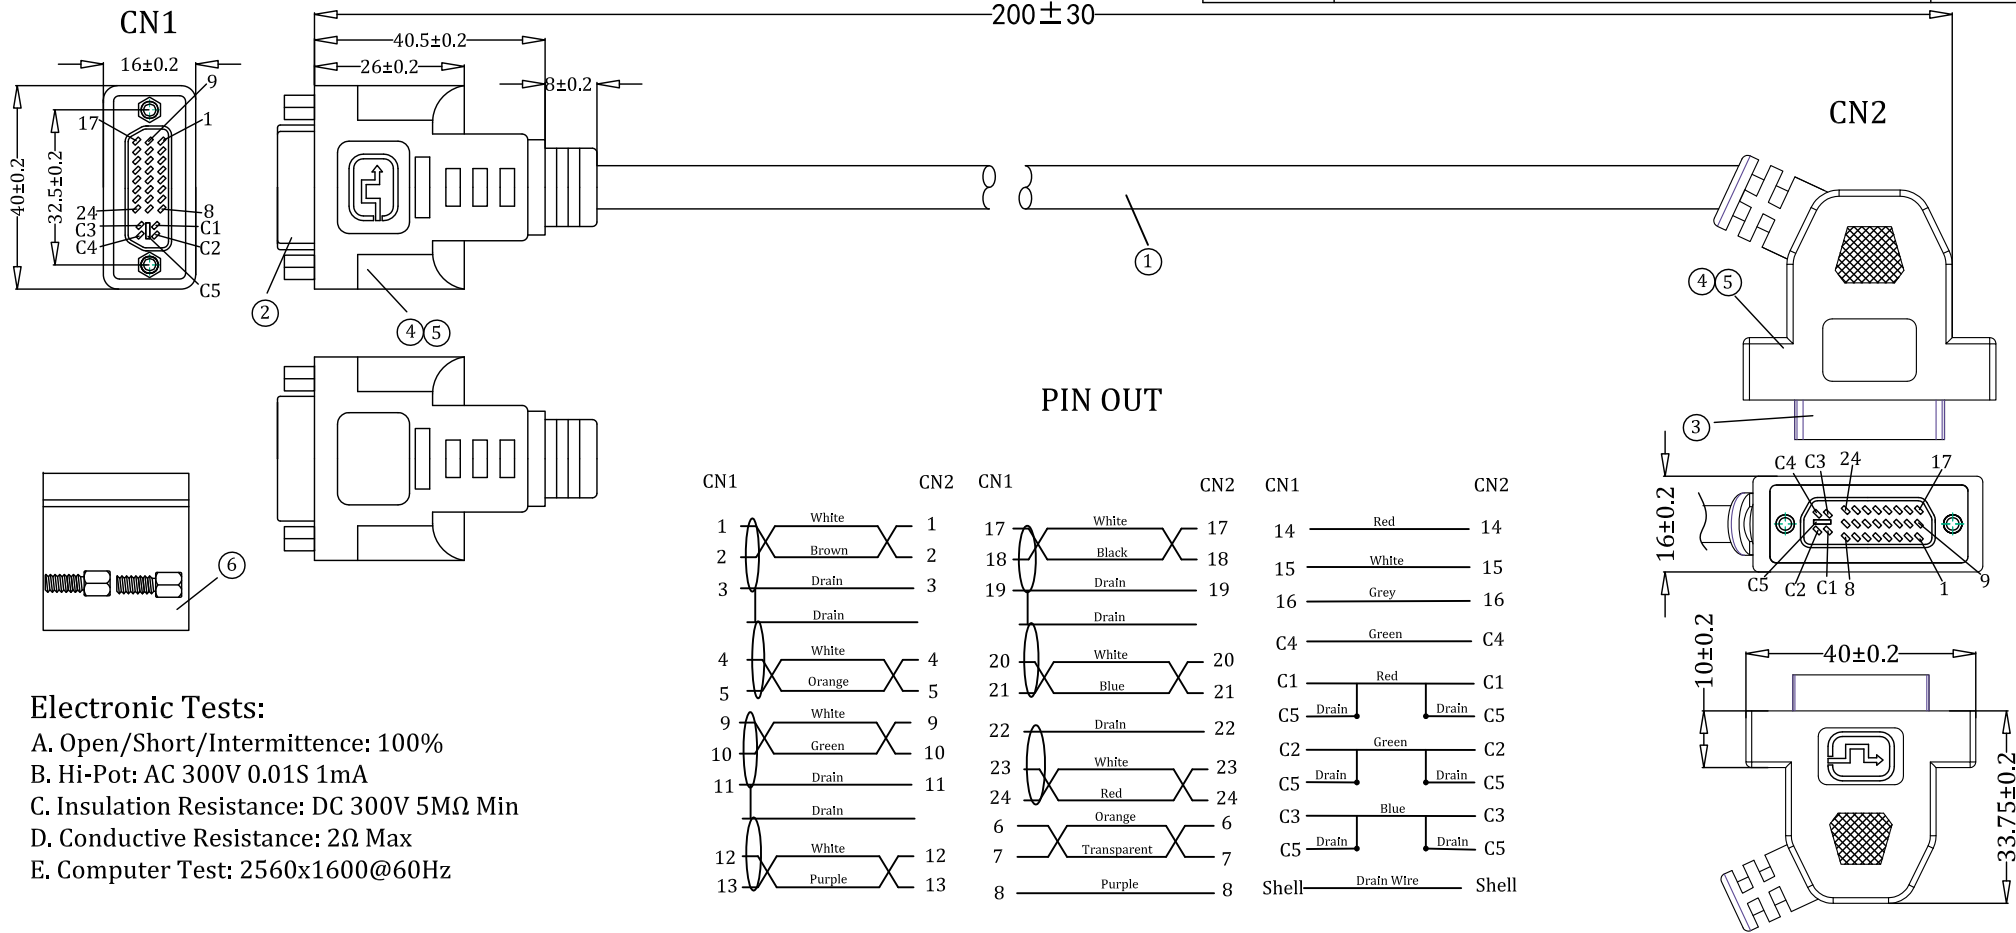 CN1
200±30
40.5±0.2
26±0.2
8±0.2
16±0.2
9
1
17
40±0.2
32.5±0.2
24
8
C3
C1
C4
C2
C5
2
4 5
1
CN2
4 5
3
C4 C3 24 17
16±0.2
C5 C2 C1 8 1 9
10±0.2
40±0.2
33.75±0.2
6
PIN OUT
CN1 CN2
1 White 1
2 Brown 2
3 Drain 3
Drain
4 White 4
5 Orange 5
9 White 9
10 Green 10
11 Drain 11
Drain
12 White 12
13 Purple 13
CN1 CN2
17 White 17
18 Black 18
19 Drain 19
Drain
20 White 20
21 Blue 21
22 Drain 22
23 White 23
24 Red 24
6 Orange 6
7 Transparent 7
8 Purple 8
CN1 CN2
14 Red 14
15 White 15
16 Grey 16
C4 Green C4
C1 Red C1
C5 Drain Drain C5
C2 Green C2
C5 Drain Drain C5
C3 Blue C3
C5 Drain Drain C5
Shell Drain Wire Shell
Electronic Tests:
A. Open/Short/Intermittence: 100%
B. Hi-Pot: AC 300V 0.01S 1mA
C. Insulation Resistance: DC 300V 5MΩ Min
D. Conductive Resistance: 2Ω Max
E. Computer Test: 2560x1600@60Hz